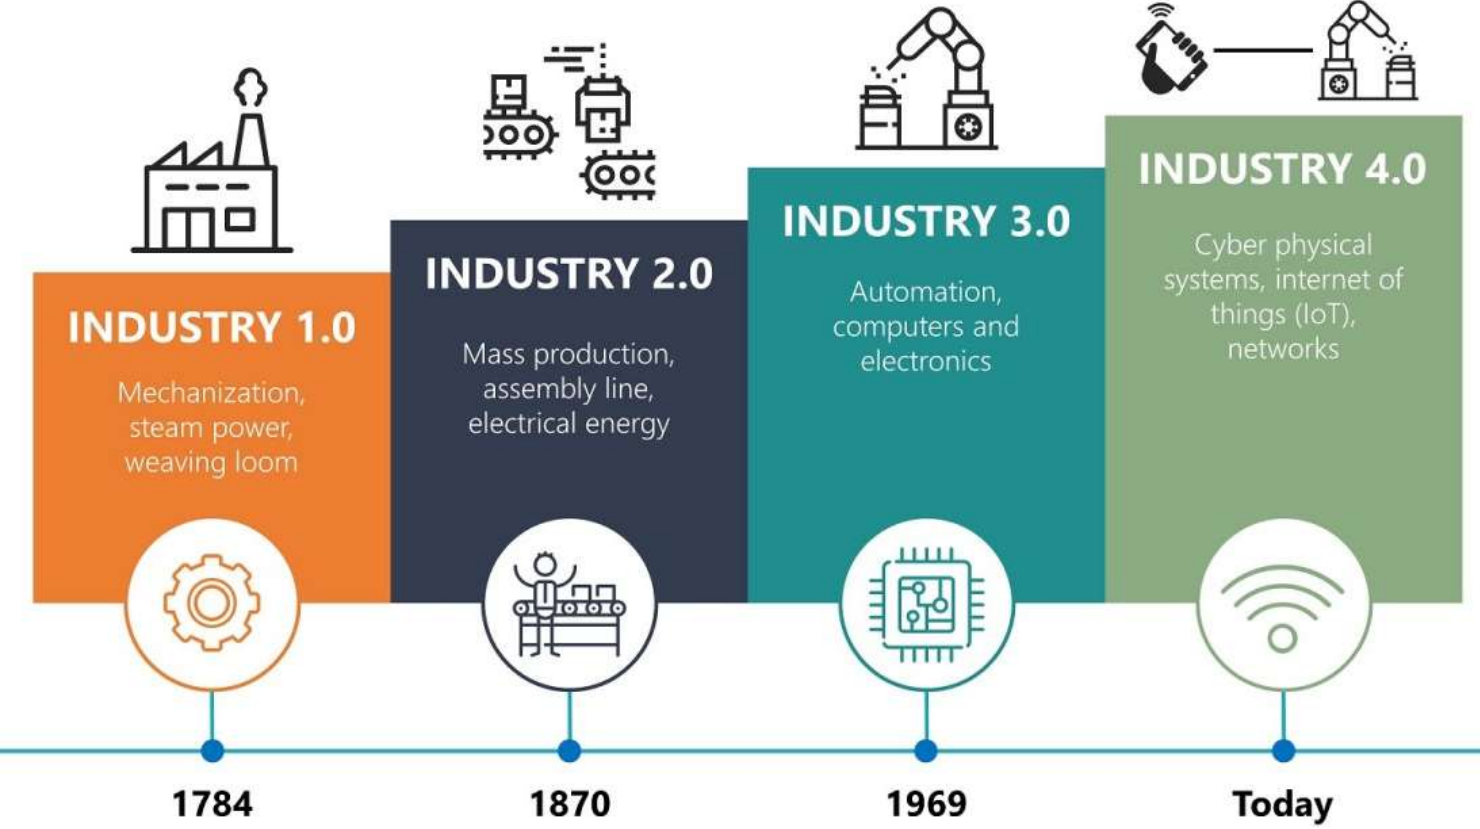 INDUSTRY 1.0
Mechanization,
steam power,
weaving loom
1784
INDUSTRY 2.0
Mass production,
assembly line,
electrical energy
1870
INDUSTRY 3.0
Automation,
computers and
electronics
1969
INDUSTRY 4.0
Cyber physical
systems, internet of
things (IoT),
networks
Today